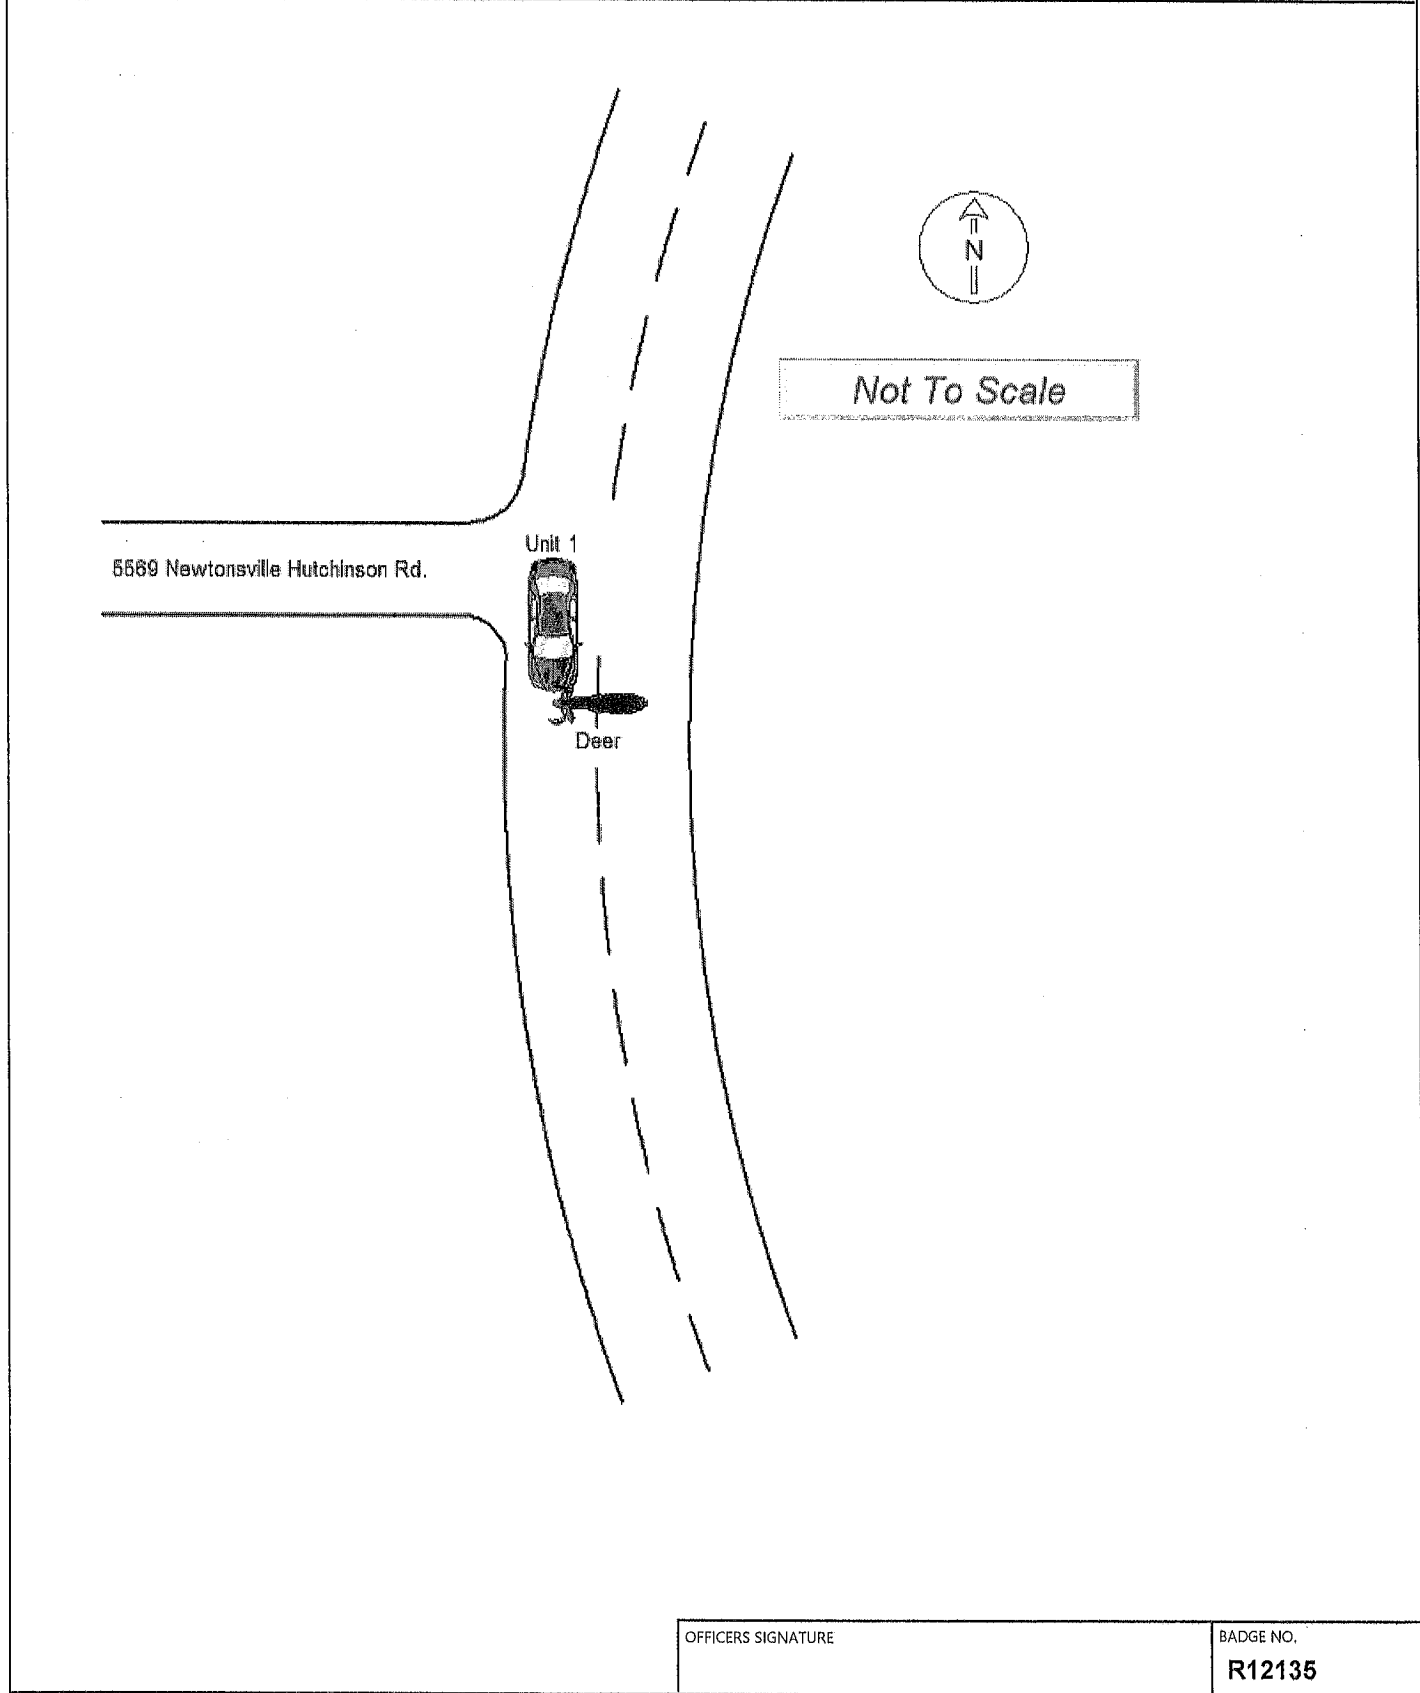 N
Not To Scale
Unit 1
5569 Newtonsville Hutchinson Rd.
Deer
OFFICERS SIGNATURE
BADGE NO.
R12135